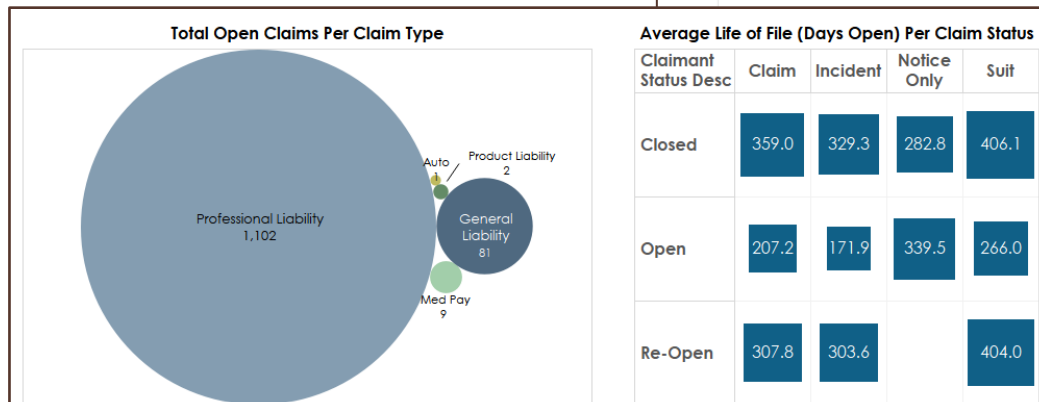 Total Open Claims Per Claim Type
Auto
1
Product Liability
2
Professional Liability
1,102
General
Liability
81
Med Pay
9
Average Life of File (Days Open) Per Claim Status
Claimant
Status Desc
Claim
Incident
Notice
Only
Suit
Closed
359.0
329.3
282.8
406.1
Open
207.2
171.9
339.5
266.0
Re-Open
307.8
303.6
404.0